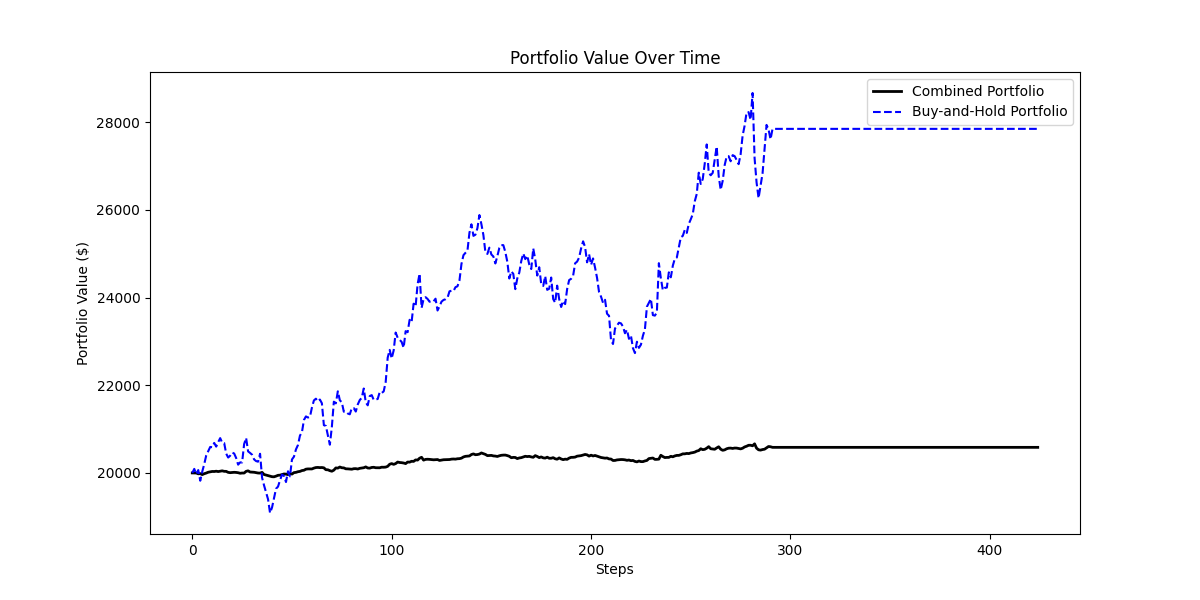 Portfolio Value Over Time
Combined Portfolio
Buy-and-Hold Portfolio
Portfolio Value ($)
28000
26000
24000
22000
20000
0
100
200
300
400
Steps